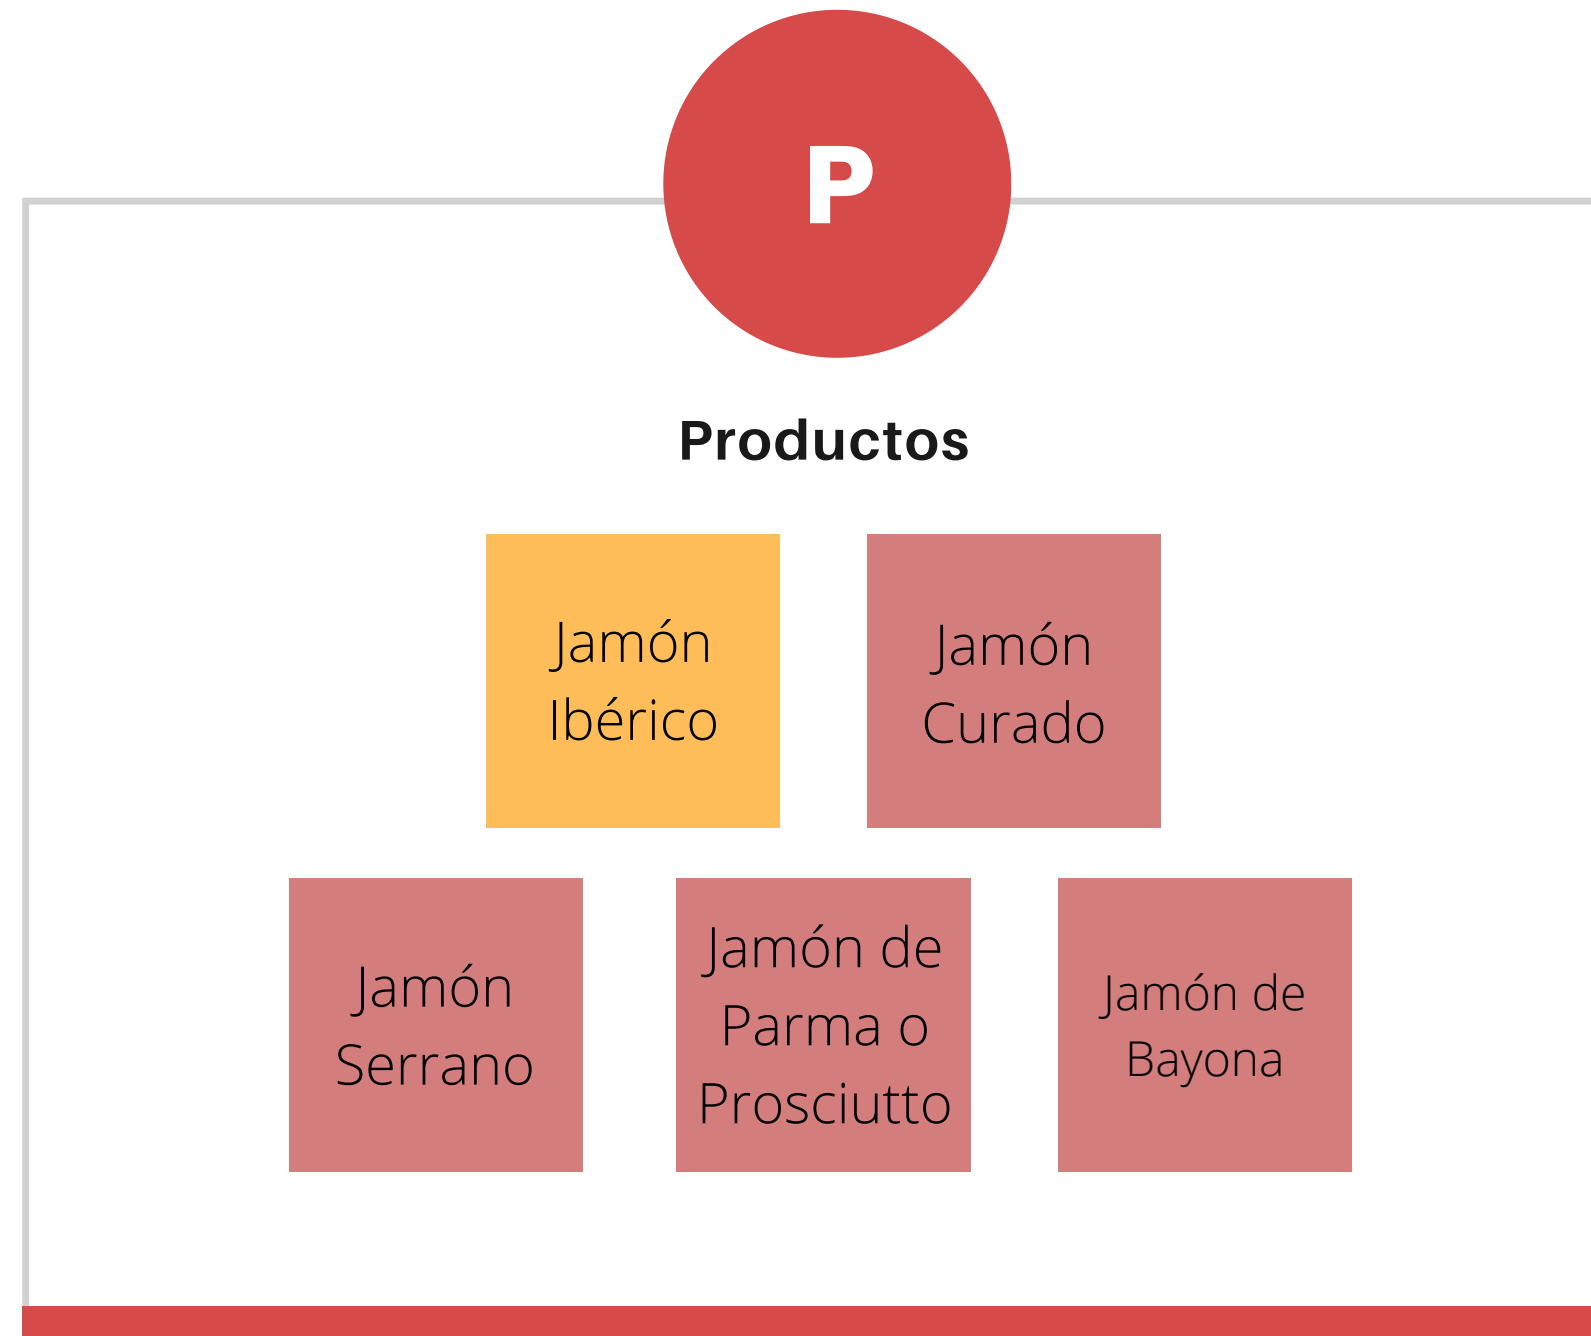 P
Productos
Jamón
Ibérico
Jamón
Curado
Jamón
Serrano
Jamón de
Parma o
Prosciutto
Jamón de
Bayona